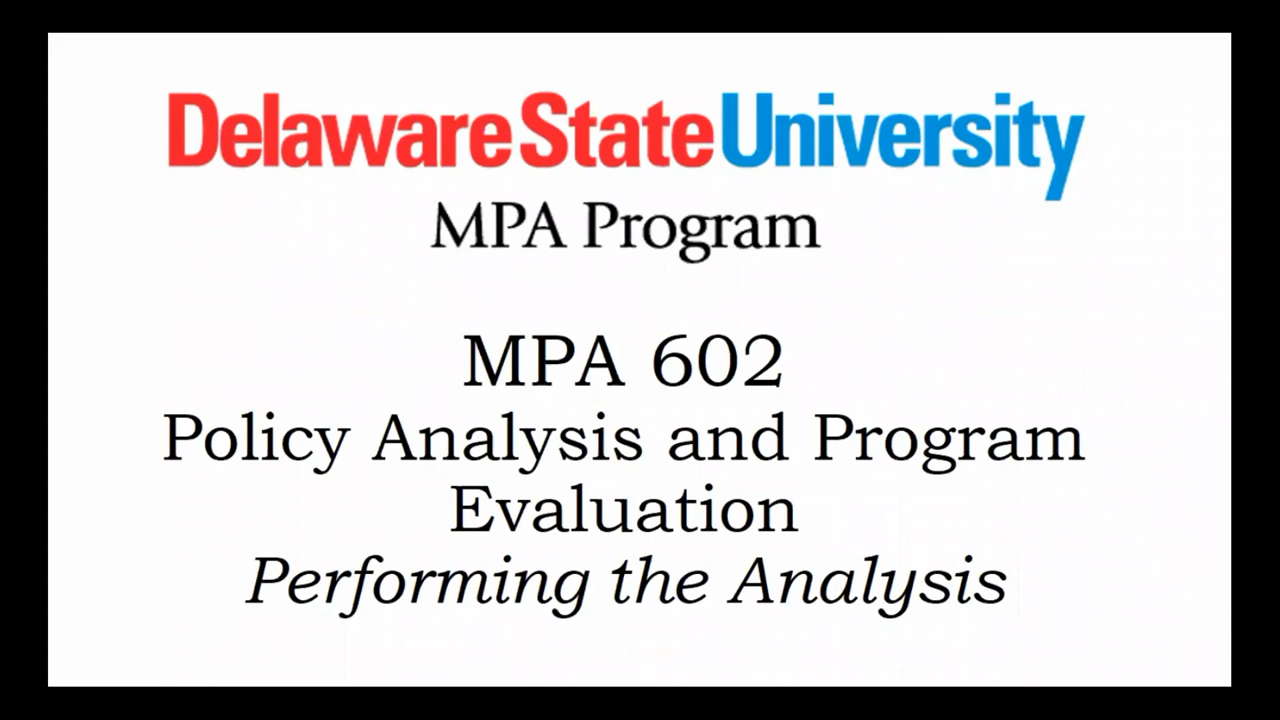 Delaware State University
MPA Program
MPA 602
Policy Analysis and Program
Evaluation
Performing the Analysis